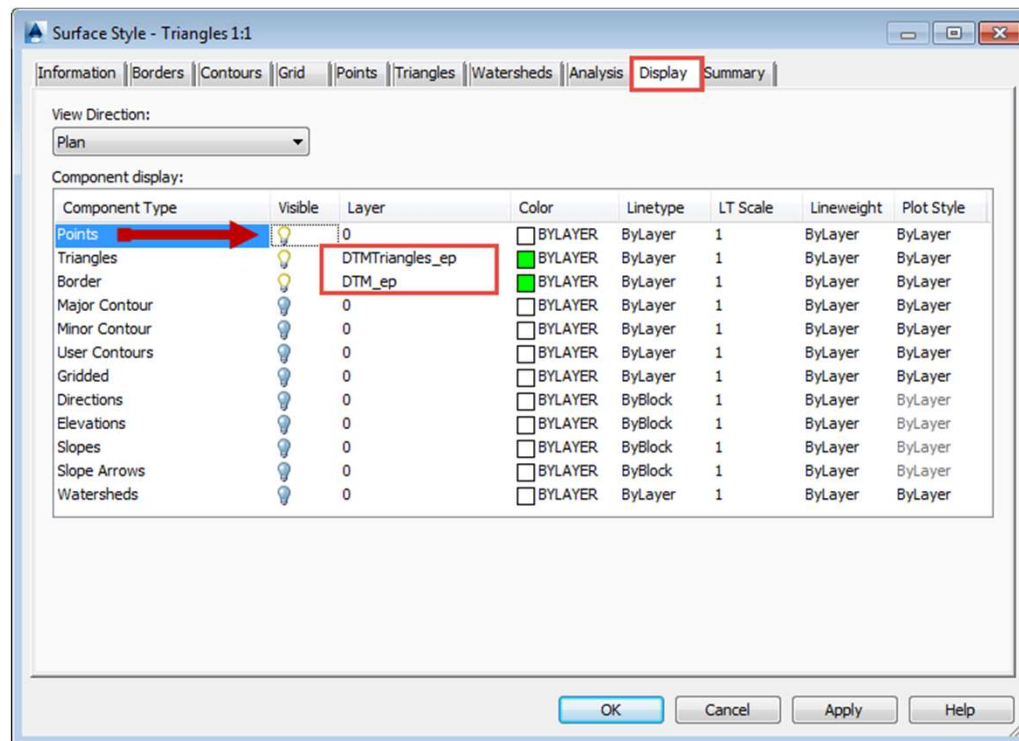 Surface Style - Triangles 1:1
Information Borders Contours Grid Points Triangles Watersheds Analysis Display Summary
View Direction:
Plan
Component display:
Component Type Visible Layer Color Linetype LT Scale Lineweight Plot Style
Points 0 BYLAYER ByLayer 1 ByLayer ByLayer
Triangles DTMTriangles_ep BYLAYER ByLayer 1 ByLayer ByLayer
Border DTM_ep BYLAYER ByLayer 1 ByLayer ByLayer
Major Contour 0 BYLAYER ByLayer 1 ByLayer ByLayer
Minor Contour 0 BYLAYER ByLayer 1 ByLayer ByLayer
User Contours 0 BYLAYER ByLayer 1 ByLayer ByLayer
Gridded 0 BYLAYER ByLayer 1 ByLayer ByLayer
Directions 0 BYLAYER ByBlock 1 ByLayer ByLayer
Elevations 0 BYLAYER ByBlock 1 ByLayer ByLayer
Slopes 0 BYLAYER ByBlock 1 ByLayer ByLayer
Slope Arrows 0 BYLAYER ByBlock 1 ByLayer ByLayer
Watersheds 0 BYLAYER ByLayer 1 ByLayer ByLayer
OK Cancel Apply Help